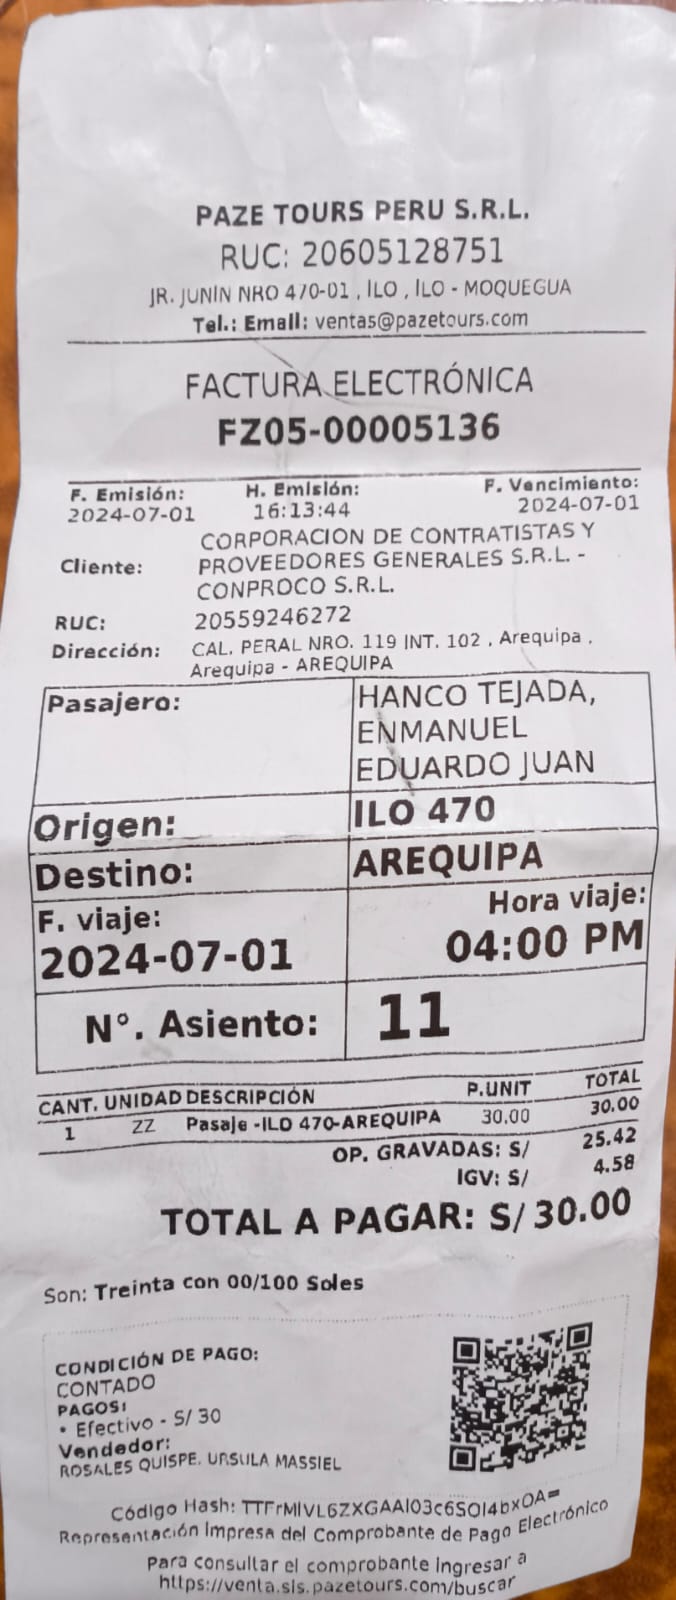 PAZE TOURS PERU S.R.L.
RUC: 20605128751
JR. JUNIN NRO 470-01 , ILO , ILO - MOQUEGUA
Tel.: Email: ventas@pazetours.com
FACTURA ELECTRÓNICA
FZ05-00005136
F. Emisión: H. Emisión: F. Vencimiento:
2024-07-01 16:13:44 2024-07-01
Cliente: CORPORACION DE CONTRATISTAS Y
PROVEEDORES GENERALES S.R.L. -
CONPROCO S.R.L.
RUC: 20559246272
Dirección: CAL. PERAL NRO. 119 INT. 102 , Arequipa ,
Arequipa - AREQUIPA
Pasajero: HANCO TEJADA,
ENMANUEL
EDUARDO JUAN
Origen: ILO 470
Destino: AREQUIPA
F. viaje: Hora viaje:
2024-07-01 04:00 PM
N°. Asiento: 11
CANT. UNIDAD DESCRIPCIÓN P.UNIT TOTAL
1 ZZ Pasaje -ILO 470-AREQUIPA 30.00 30.00
OP. GRAVADAS: S/ 25.42
IGV: S/ 4.58
TOTAL A PAGAR: S/ 30.00
Son: Treinta con 00/100 Soles
CONDICIÓN DE PAGO:
CONTADO
PAGOS:
• Efectivo - S/ 30
Vendedor:
ROSALES QUISPE, URSULA MASSIEL
Código Hash:
Representación Impresa del Comprobante de Pago Electrónico
Para consultar el comprobante ingresar a
https://venta.sis.pazetours.com/buscar